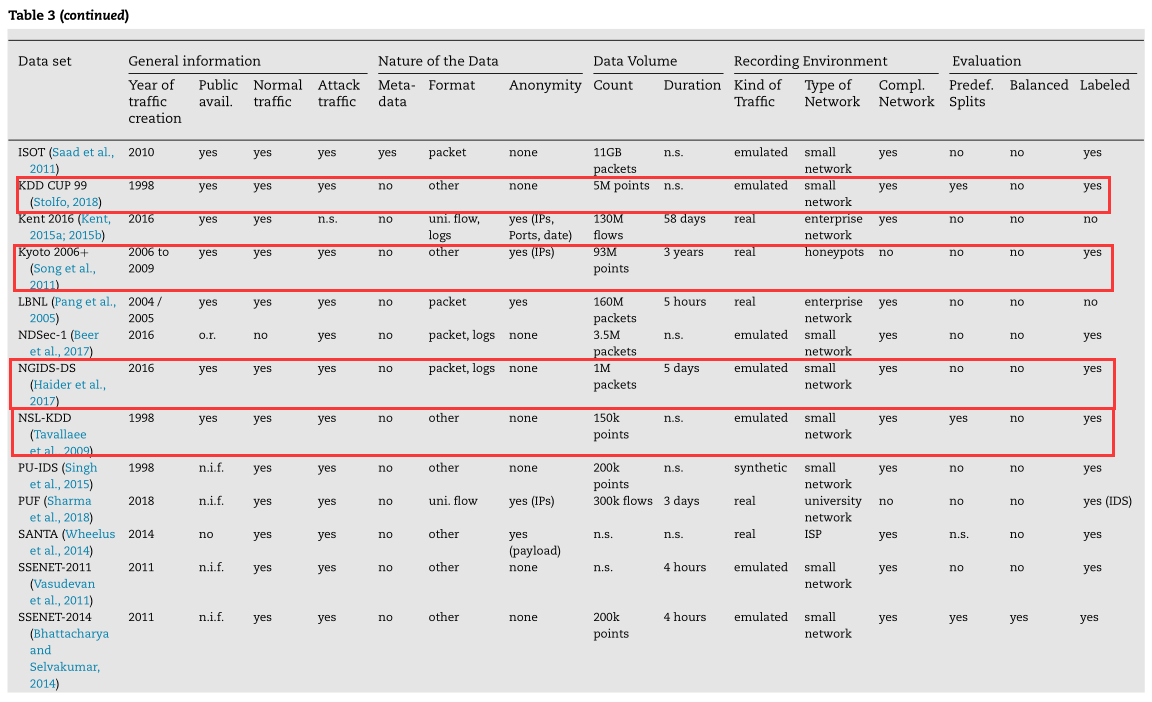 Table 3 (continued)
Data set General information Nature of the Data Data Volume Recording Environment Evaluation
Year of Public Normal Attack Meta- Format Anonymity Count Duration Kind of Type of Compl. Predef. Balanced Labeled
traffic avail. traffic traffic data Traffic Network Network Splits
creation
ISOT (Saad et al., 2010 yes yes yes yes packet none 11GB n.s. emulated small yes no no yes
2011) packets network
KDD CUP 99 1998 yes yes yes no other none 5M points n.s. emulated small yes yes no yes
(Stolfo, 2018) network
Kent 2016 (Kent, 2016 yes yes n.s. no uni. flow, yes (IPs, 130M 58 days real enterprise yes no no no
2015a; 2015b) logs Ports, date) flows network
Kyoto 2006+ 2006 to yes yes yes no other yes (IPs) 93M 3 years real honeypots no no no yes
(Song et al., 2009 points
2011)
LBNL (Pang et al., 2004 / yes yes yes no packet yes 160M 5 hours real enterprise yes no no no
2005) 2005 packets network
NDSec-1 (Beer 2016 o.r. no yes no packet, logs none 3.5M n.s. emulated small yes no no yes
et al., 2017) packets network
NGIDS-DS 2016 yes yes yes no packet, logs none 1M 5 days emulated small yes no no yes
(Haider et al., packets network
2017)
NSL-KDD 1998 yes yes yes no other none 150k n.s. emulated small yes yes no yes
(Tavallaee points network
et al., 2009)
PU-IDS (Singh 1998 n.i.f. yes yes no other none 200k n.s. synthetic small yes no no yes
et al., 2015) points network
PUF (Sharma 2018 n.i.f. yes yes no uni. flow yes (IPs) 300k flows 3 days real university no no no yes (IDS)
et al., 2018) network
SANTA (Wheelus 2014 no yes yes no other yes n.s. n.s. real ISP yes n.s. no yes
et al., 2014) (payload)
SSENET-2011 2011 n.i.f. yes yes no other none n.s. 4 hours emulated small yes no no yes
(Vasudevan network
et al., 2011)
SSENET-2014 2011 n.i.f. yes yes no other none 200k 4 hours emulated small yes yes yes yes
(Bhattacharya points network
and
Selvakumar,
2014)